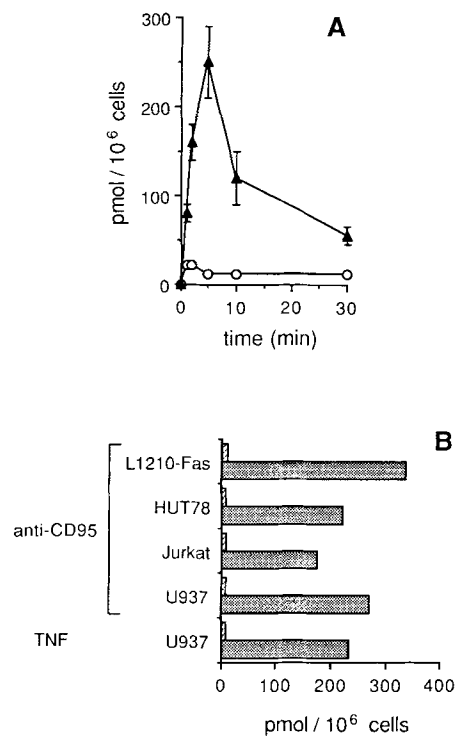 A
300
200
100
0
pmol / 10⁶ cells
0 10 20 30
time (min)
B
anti-CD95
L1210-Fas
HUT78
Jurkat
U937
TNF
U937
0 100 200 300 400
pmol / 10⁶ cells